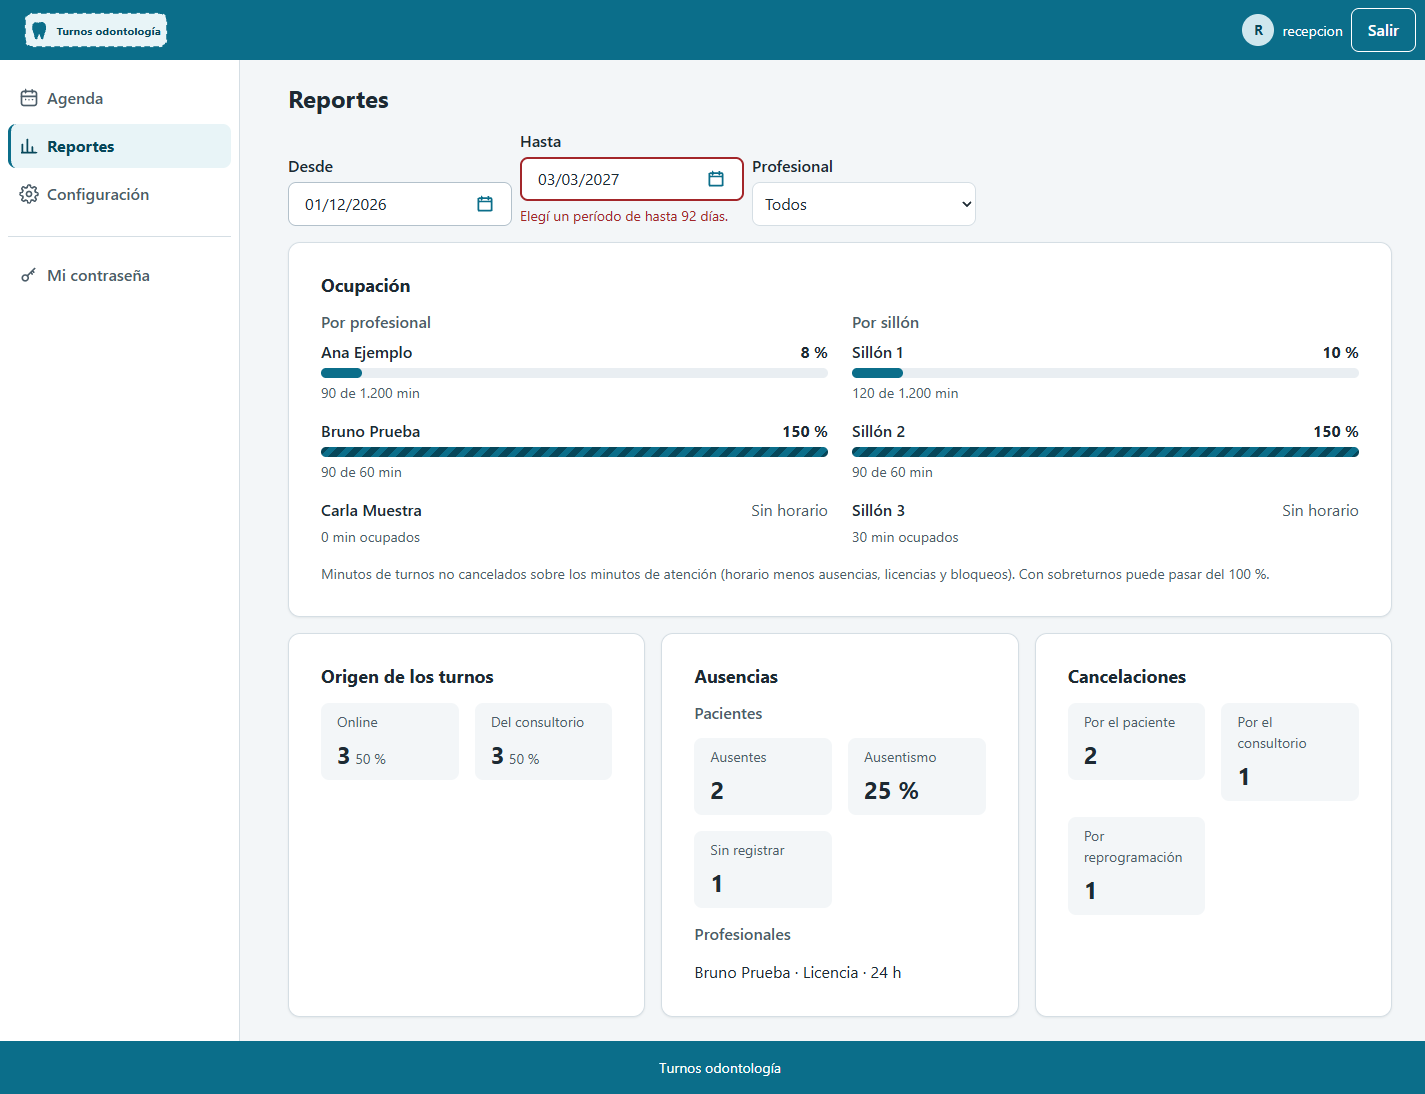 Turnos odontología
R
recepcion
Salir
Agenda
Reportes
Configuración
Mi contraseña
Reportes
Desde
01/12/2026
Hasta
03/03/2027
Elegí un período de hasta 92 días.
Profesional
Todos
Ocupación
Por profesional
Ana Ejemplo
8 %
90 de 1.200 min
Bruno Prueba
150 %
90 de 60 min
Carla Muestra
Sin horario
0 min ocupados
Por sillón
Sillón 1
10 %
120 de 1.200 min
Sillón 2
150 %
90 de 60 min
Sillón 3
Sin horario
30 min ocupados
Minutos de turnos no cancelados sobre los minutos de atención (horario menos ausencias, licencias y bloqueos). Con sobreturnos puede pasar del 100 %.
Origen de los turnos
Online
3 50 %
Del consultorio
3 50 %
Ausencias
Pacientes
Ausentes
2
Ausentismo
25 %
Sin registrar
1
Profesionales
Bruno Prueba · Licencia · 24 h
Cancelaciones
Por el paciente
2
Por el
consultorio
1
Por
reprogramación
1
Turnos odontología